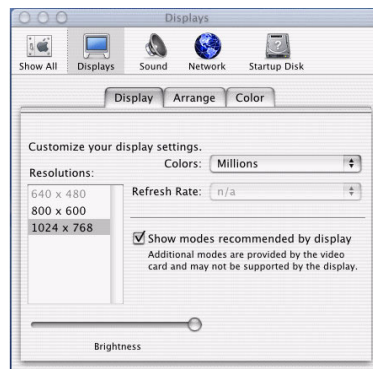 Displays
Show All Displays Sound Network Startup Disk
Display Arrange Color
Customize your display settings.
Colors: Millions
Resolutions:
Refresh Rate: n/a
640 x 480
800 x 600
1024 x 768
Show modes recommended by display
Additional modes are provided by the video
card and may not be supported by the display.
Brightness